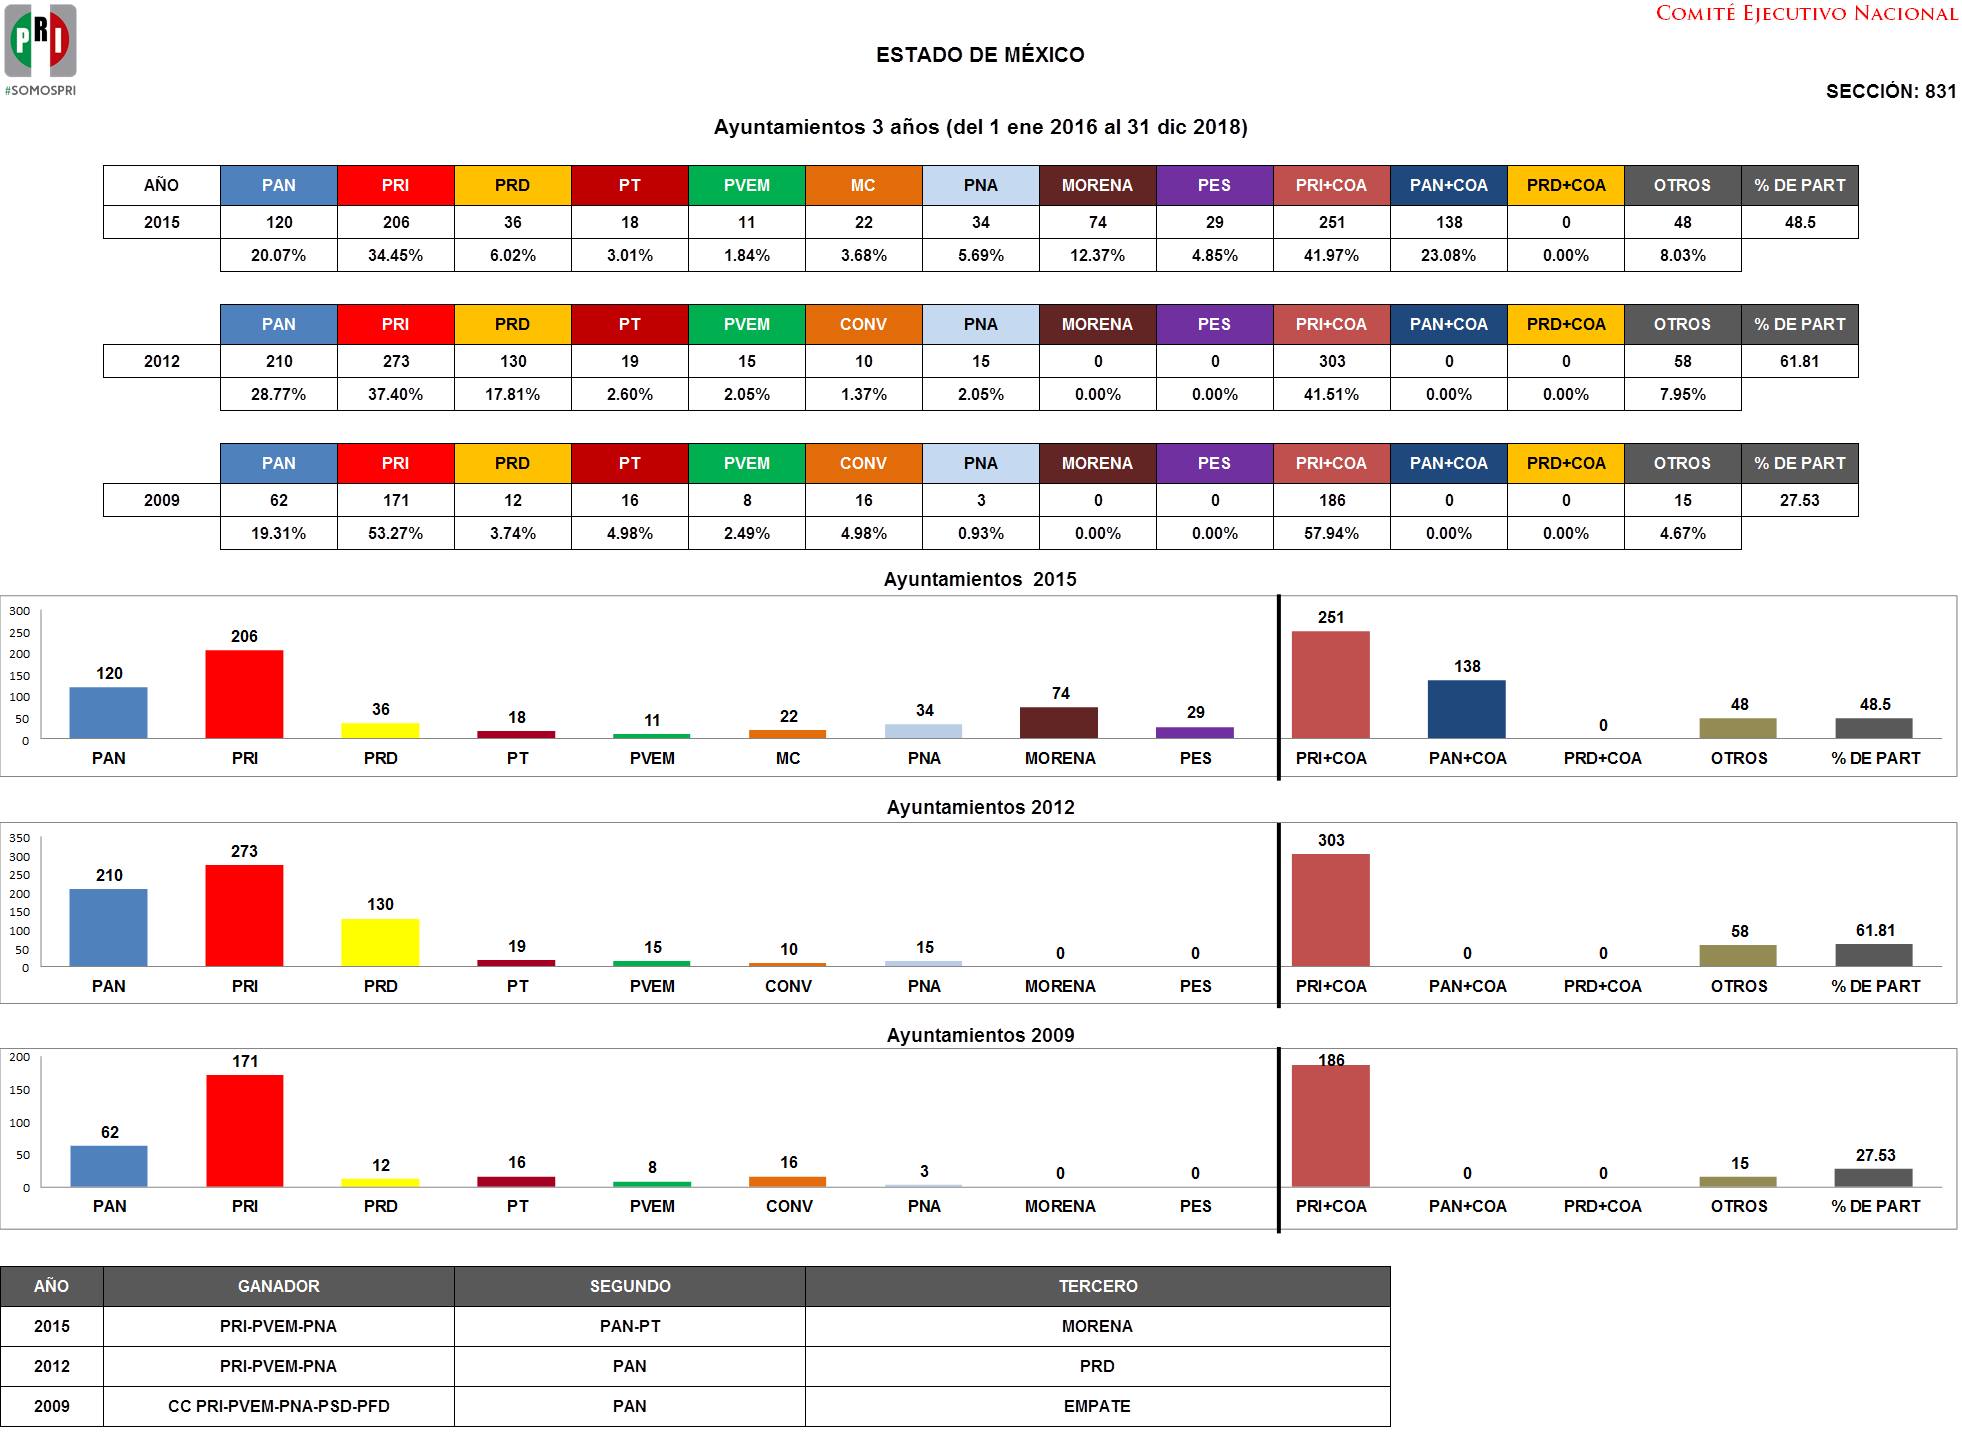 PRI
#SOMOSPRI
COMITÉ EJECUTIVO NACIONAL
ESTADO DE MÉXICO
SECCIÓN: 831
Ayuntamientos 3 años (del 1 ene 2016 al 31 dic 2018)
AÑO PAN PRI PRD PT PVEM MC PNA MORENA PES PRI+COA PAN+COA PRD+COA OTROS % DE PART
2015 120 206 36 18 11 22 34 74 29 251 138 0 48 48.5
20.07% 34.45% 6.02% 3.01% 1.84% 3.68% 5.69% 12.37% 4.85% 41.97% 23.08% 0.00% 8.03%
PAN PRI PRD PT PVEM CONV PNA MORENA PES PRI+COA PAN+COA PRD+COA OTROS % DE PART
2012 210 273 130 19 15 10 15 0 0 303 0 0 58 61.81
28.77% 37.40% 17.81% 2.60% 2.05% 1.37% 2.05% 0.00% 0.00% 41.51% 0.00% 0.00% 7.95%
PAN PRI PRD PT PVEM CONV PNA MORENA PES PRI+COA PAN+COA PRD+COA OTROS % DE PART
2009 62 171 12 16 8 16 3 0 0 186 0 0 15 27.53
19.31% 53.27% 3.74% 4.98% 2.49% 4.98% 0.93% 0.00% 0.00% 57.94% 0.00% 0.00% 4.67%
Ayuntamientos 2015
300
250
200
150
100
50
0
120 206 36 18 11 22 34 74 29 251 138 0 48 48.5
PAN PRI PRD PT PVEM MC PNA MORENA PES PRI+COA PAN+COA PRD+COA OTROS % DE PART
Ayuntamientos 2012
350
300
250
200
150
100
50
0
210 273 130 19 15 10 15 0 0 303 0 0 58 61.81
PAN PRI PRD PT PVEM CONV PNA MORENA PES PRI+COA PAN+COA PRD+COA OTROS % DE PART
Ayuntamientos 2009
200
150
100
50
0
62 171 12 16 8 16 3 0 0 186 0 0 15 27.53
PAN PRI PRD PT PVEM CONV PNA MORENA PES PRI+COA PAN+COA PRD+COA OTROS % DE PART
AÑO GANADOR SEGUNDO TERCERO
2015 PRI-PVEM-PNA PAN-PT MORENA
2012 PRI-PVEM-PNA PAN PRD
2009 CC PRI-PVEM-PNA-PSD-PFD PAN EMPATE